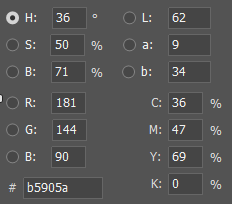 H: 36 ° L: 62
S: 50 % a: 9
B: 71 % b: 34
R: 181 C: 36 %
G: 144 M: 47 %
B: 90 Y: 69 %
# b5905a K: 0 %